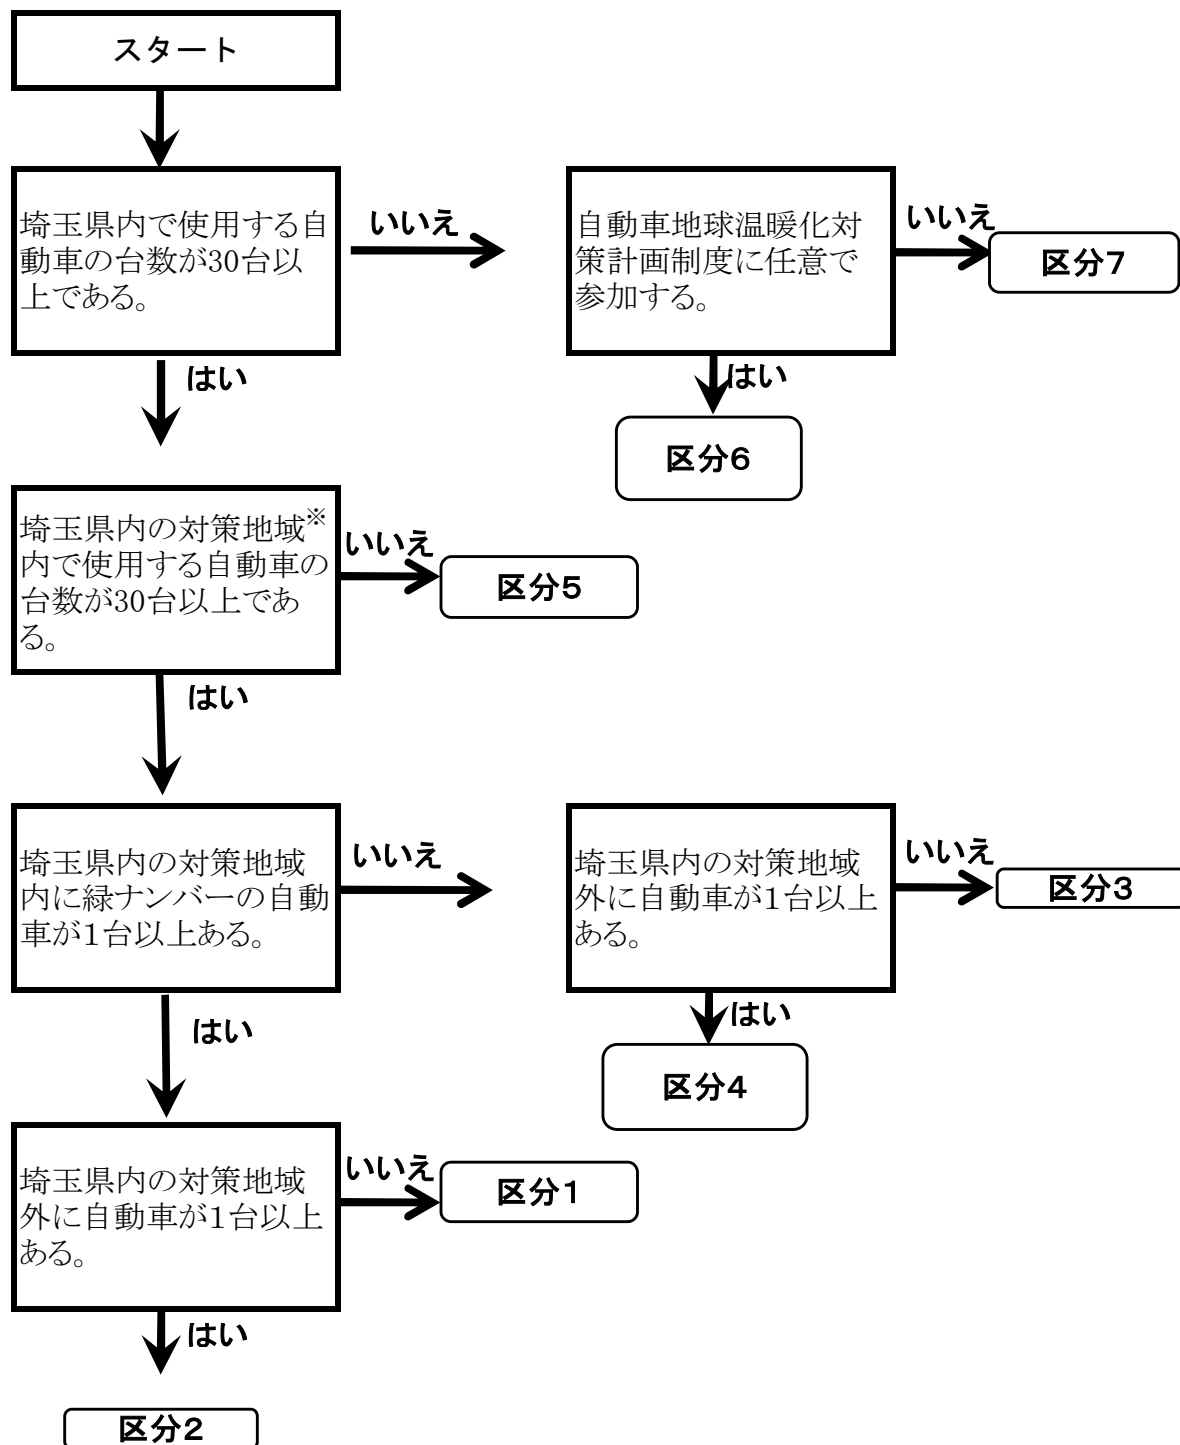 スタート
埼玉県内で使用する自
動車の台数が30台以
上である。
いいえ
自動車地球温暖化対
策計画制度に任意で
参加する。
いいえ
区分7
はい
はい
区分6
埼玉県内の対策地域※
内で使用する自動車の
台数が30台以上であ
る。
いいえ
区分5
はい
埼玉県内の対策地域
内に緑ナンバーの自動
車が1台以上ある。
いいえ
埼玉県内の対策地域
外に自動車が1台以上
ある。
いいえ
区分3
はい
はい
区分4
埼玉県内の対策地域
外に自動車が1台以上
ある。
いいえ
区分1
はい
区分2